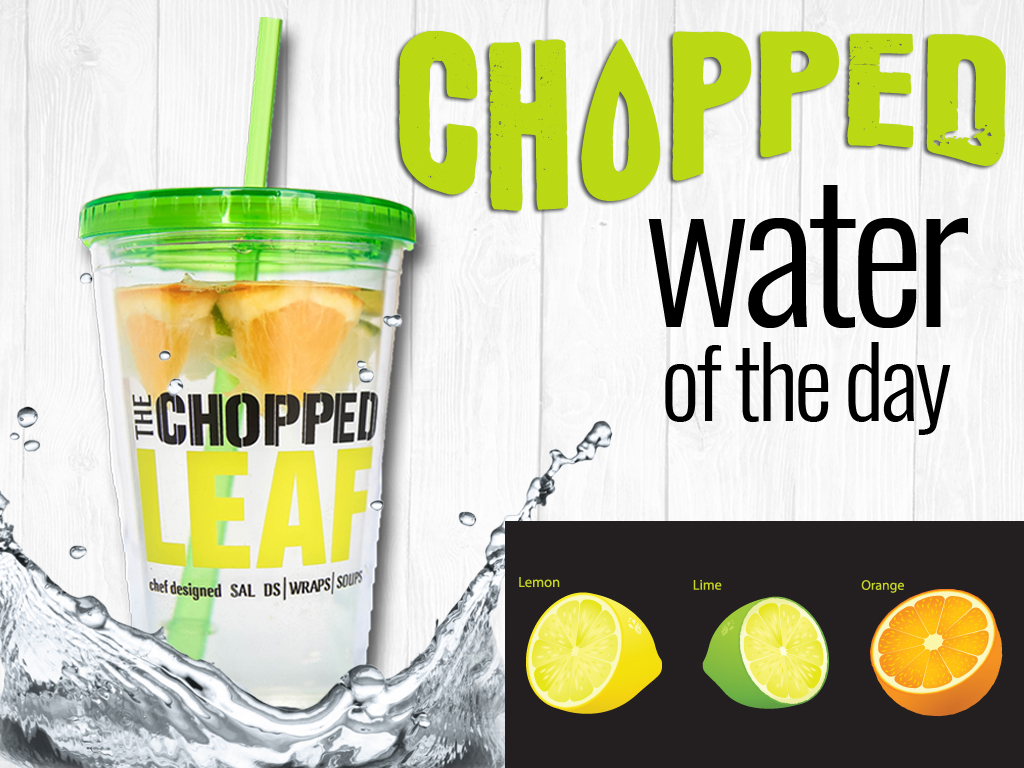 CHOPPED
water
of the day
THE CHOPPED
LEAF
chef designed SAL DS|WRAPS|SOUPS
Lemon
Lime
Orange